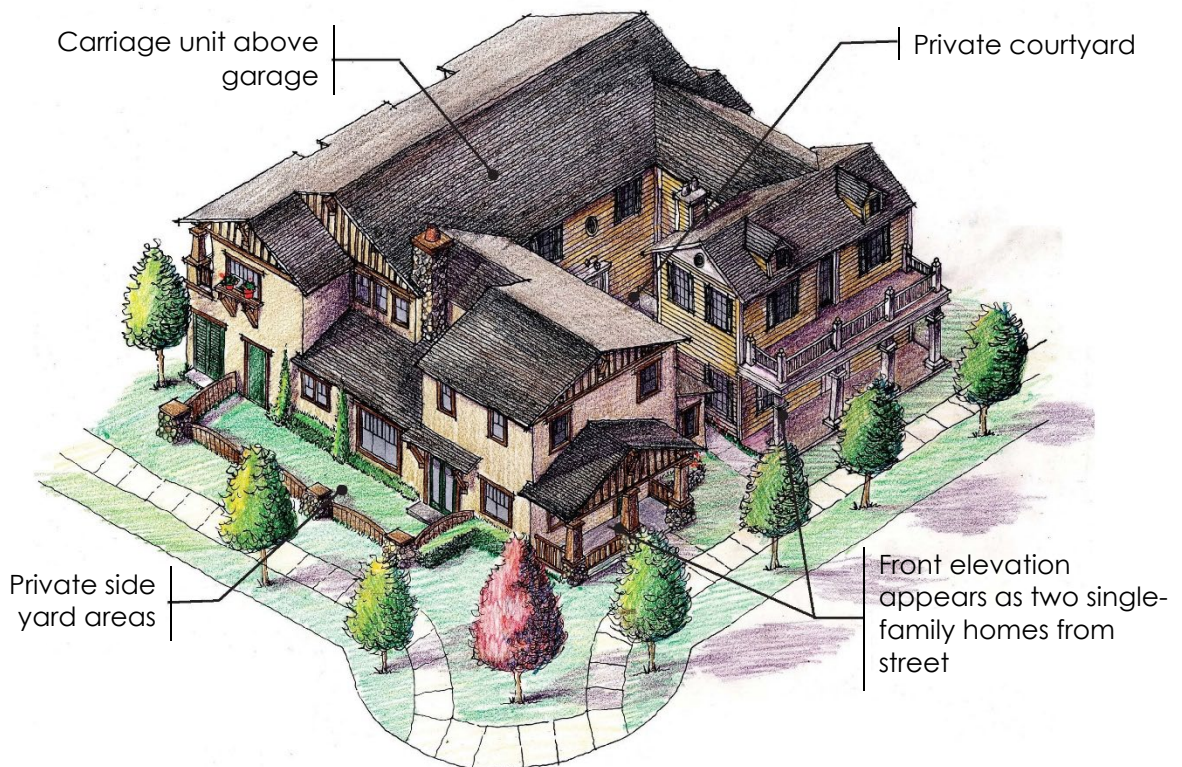 Carriage unit above
garage
Private courtyard
Private side
yard areas
Front elevation
appears as two single-
family homes from
street